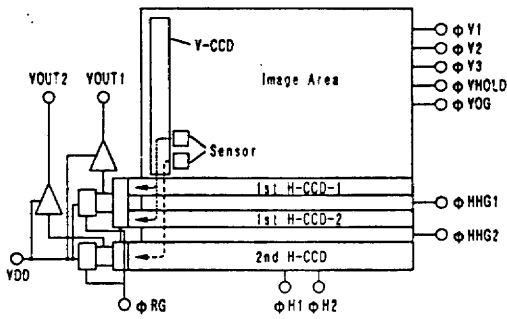 VOUT2 VOUT1
V-CCD
Image Area
Sensor
φV1
φV2
φV3
φVHOLD
φVOG
1st H-CCD-1
φHHG1
1st H-CCD-2
φHHG2
2nd H-CCD
VDD
φRG
φH1 φH2